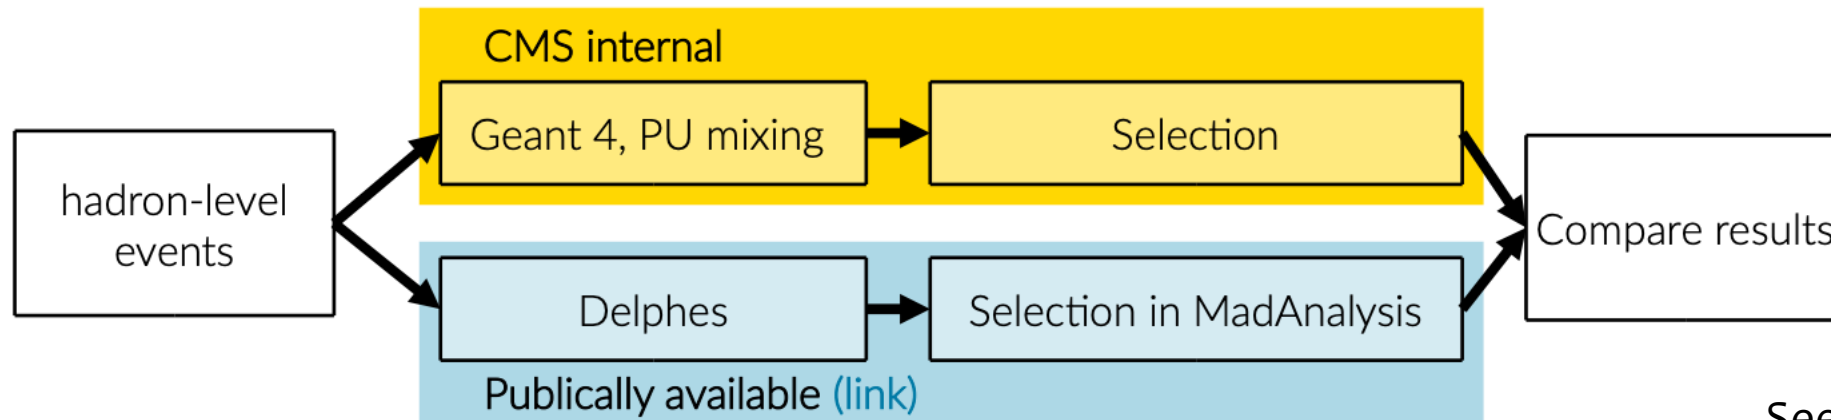 CMS internal
Geant 4, PU mixing
Selection
hadron-level
events
Compare results
Delphes
Selection in MadAnalysis
Publically available (link)
See